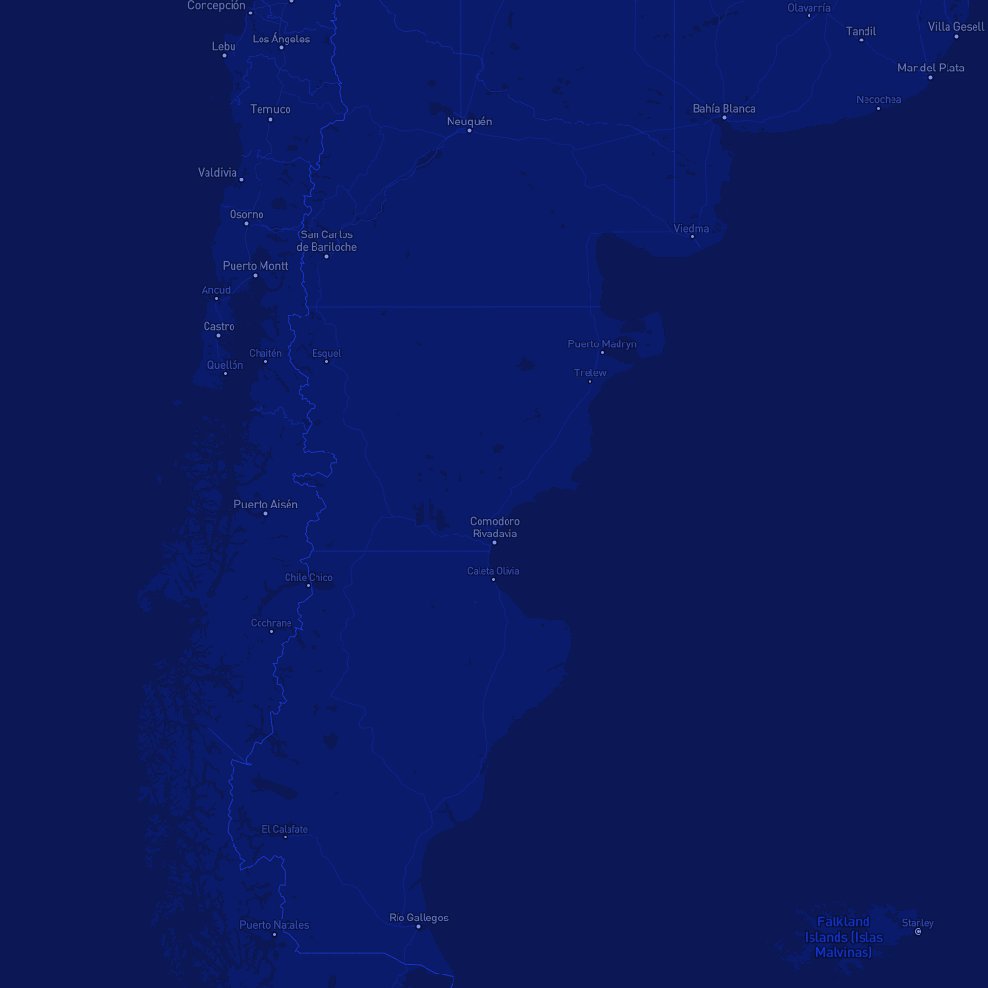 Concepción
Olavarría
Villa Gesell
Tandil
Los Ángeles
Lebu
Mar del Plata
Necochea
Bahía Blanca
Temuco
Neuquén
Valdivia
Osorno
Viedma
San Carlos
de Bariloche
Puerto Montt
Ancud
Castro
Puerto Madryn
Chaitén
Esquel
Quellón
Trelew
Puerto Aisén
Comodoro
Rivadavia
Caleta Olivia
Chile Chico
Cochrane
El Calafate
Río Gallegos
Puerto Natales
Falkland
Islands (Islas
Malvinas)
Stanley